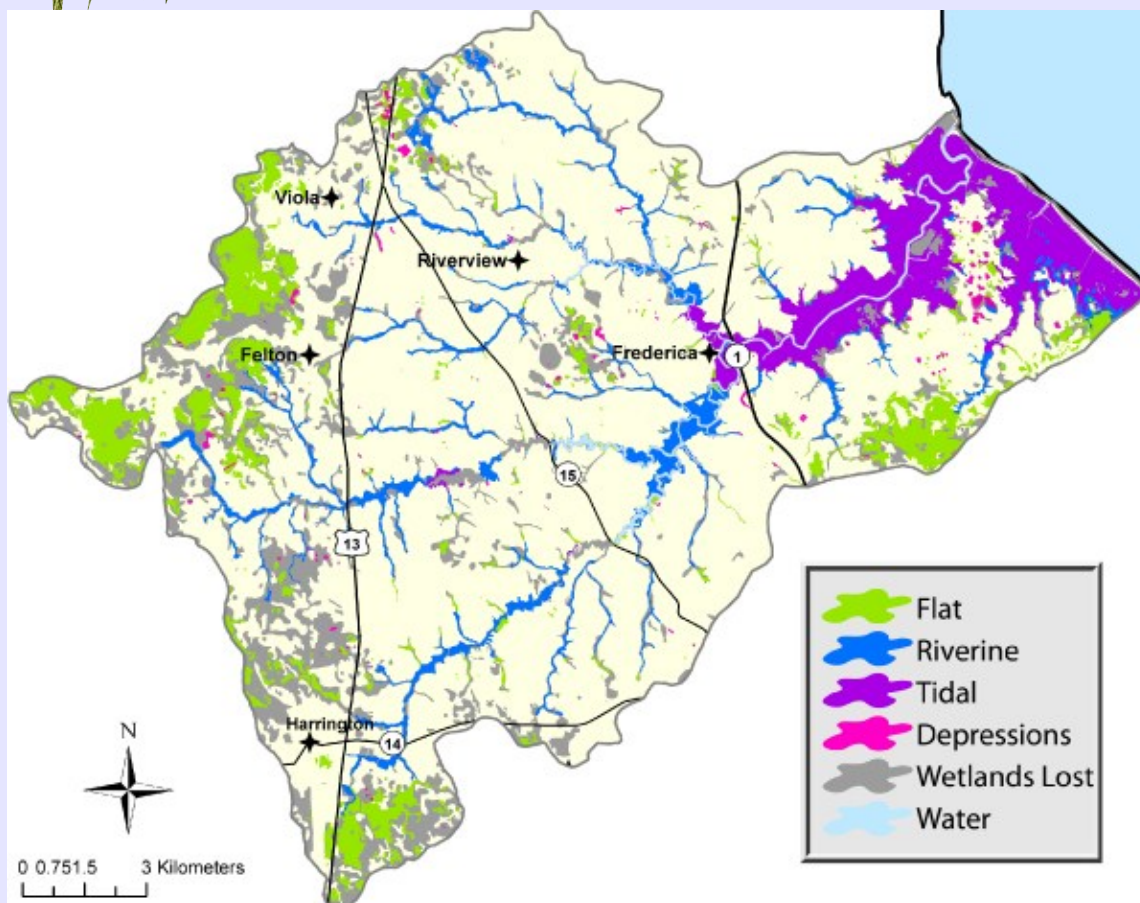 Viola
Riverview
Felton
Frederica
1
15
13
Harrington
14
N
0 0.751.5 3 Kilometers
Flat
Riverine
Tidal
Depressions
Wetlands Lost
Water